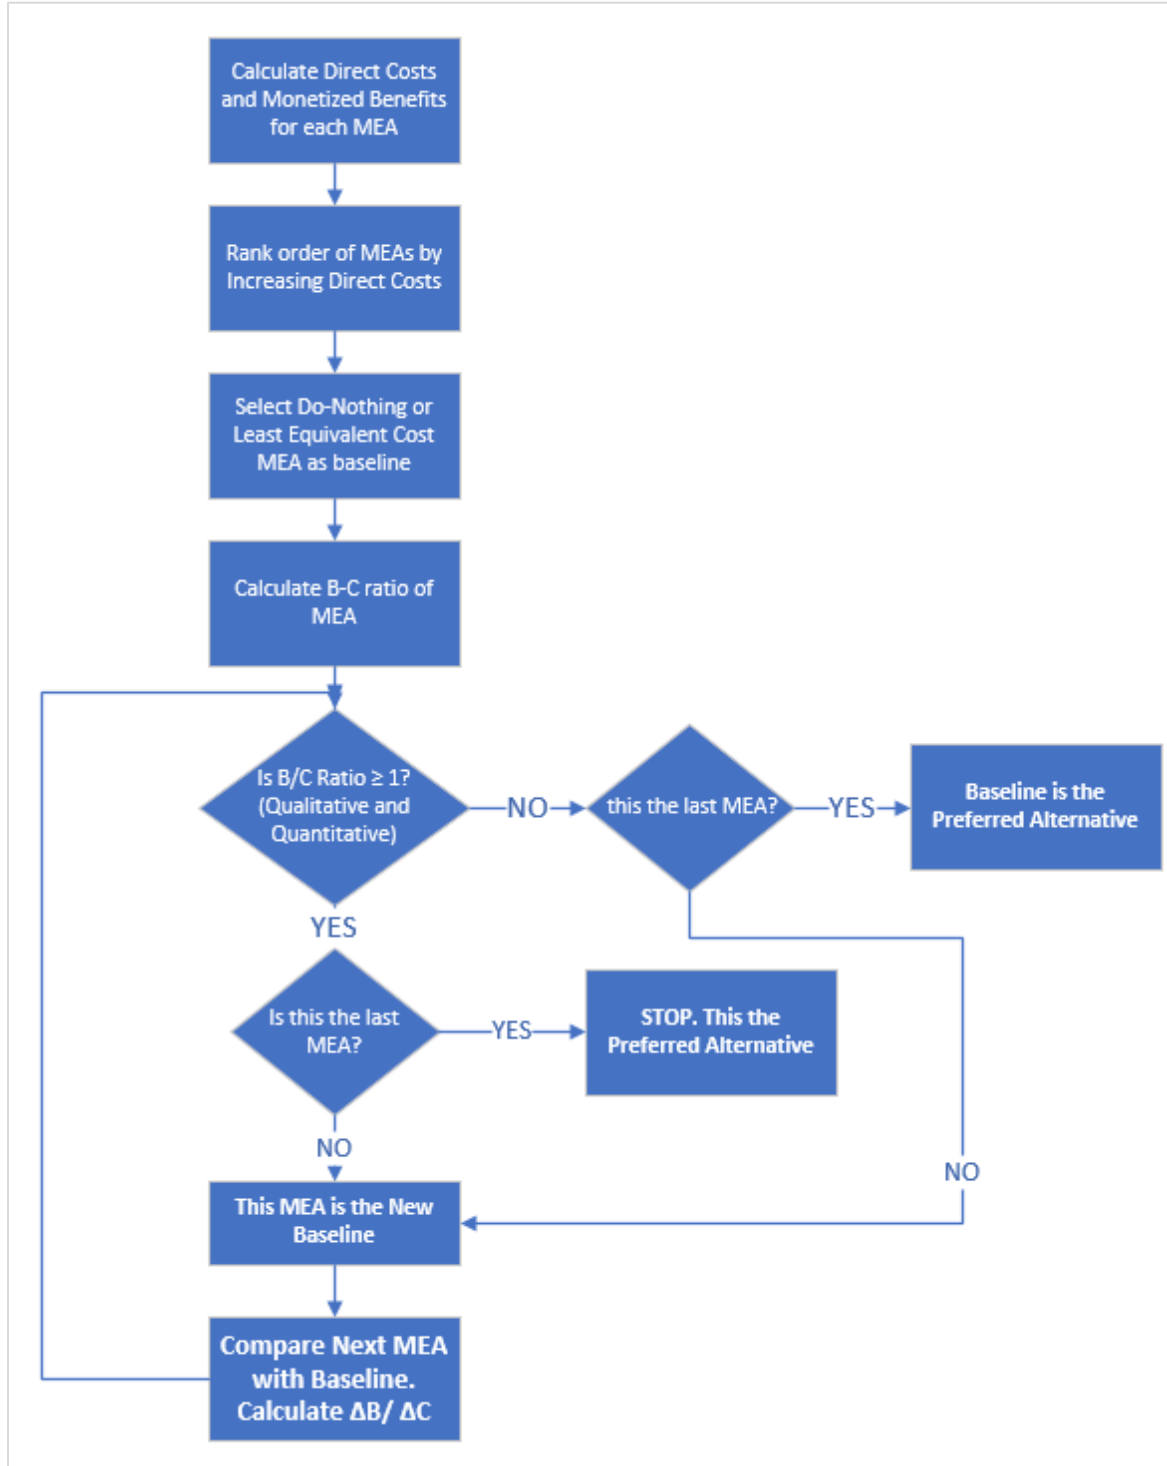 Calculate Direct Costs
and Monetized Benefits
for each MEA
Rank order of MEAs by
Increasing Direct Costs
Select Do-Nothing or
Least Equivalent Cost
MEA as baseline
Calculate B-C ratio of
MEA
Is B/C Ratio ≥ 1?
(Qualitative and
Quantitative)
NO
this the last MEA?
YES
Baseline is the
Preferred Alternative
YES
Is this the last
MEA?
YES
STOP. This the
Preferred Alternative
NO
NO
This MEA is the New
Baseline
Compare Next MEA
with Baseline.
Calculate ΔB/ ΔC